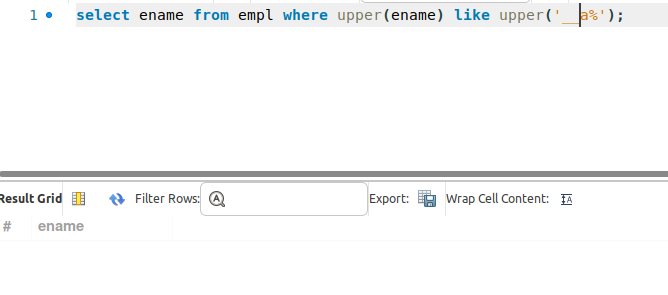 1 select ename from empl where upper(ename) like upper('__a%');
Result Grid Filter Rows: Export: Wrap Cell Content:
# ename